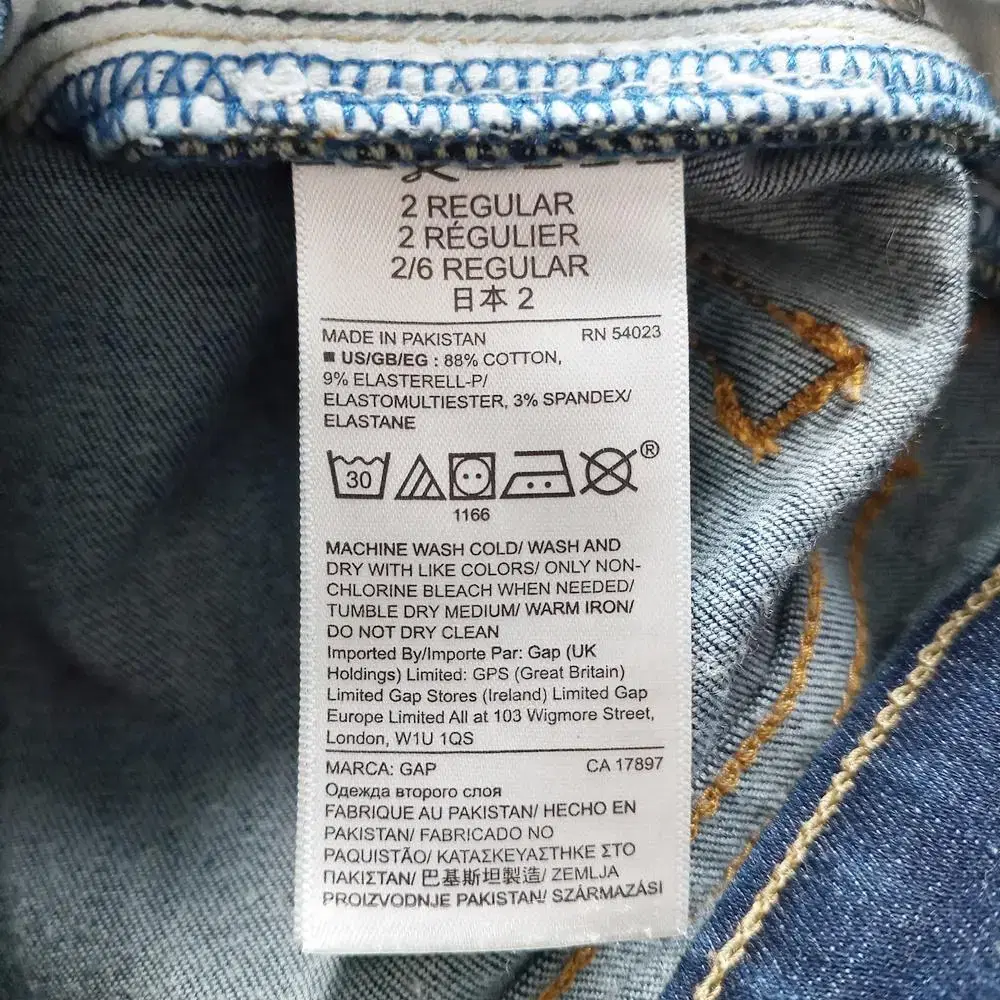 2 REGULAR
2 RÉGULIER
2/6 REGULAR
日本 2
MADE IN PAKISTAN RN 54023
■ US/GB/EG : 88% COTTON,
9% ELASTERELL-P/
ELASTOMULTIESTER, 3% SPANDEX/
ELASTANE
30 ®
1166
MACHINE WASH COLD/ WASH AND
DRY WITH LIKE COLORS/ ONLY NON-
CHLORINE BLEACH WHEN NEEDED/
TUMBLE DRY MEDIUM/ WARM IRON/
DO NOT DRY CLEAN
Imported By/Importe Par: Gap (UK
Holdings) Limited: GPS (Great Britain)
Limited Gap Stores (Ireland) Limited Gap
Europe Limited All at 103 Wigmore Street,
London, W1U 1QS
MARCA: GAP CA 17897
Одежда второго слоя
FABRIQUE AU PAKISTAN/ HECHO EN
PAKISTAN/ FABRICADO NO
PAQUISTÃO/ ΚΑΤΑΣΚΕΥΑΣΤΗΚΕ ΣΤΟ
ΠΑΚΙΣΤΑΝ/ 巴基斯坦製造/ ZEMLJA
PROIZVODNJE PAKISTAN/ SZÁRMAZÁSI